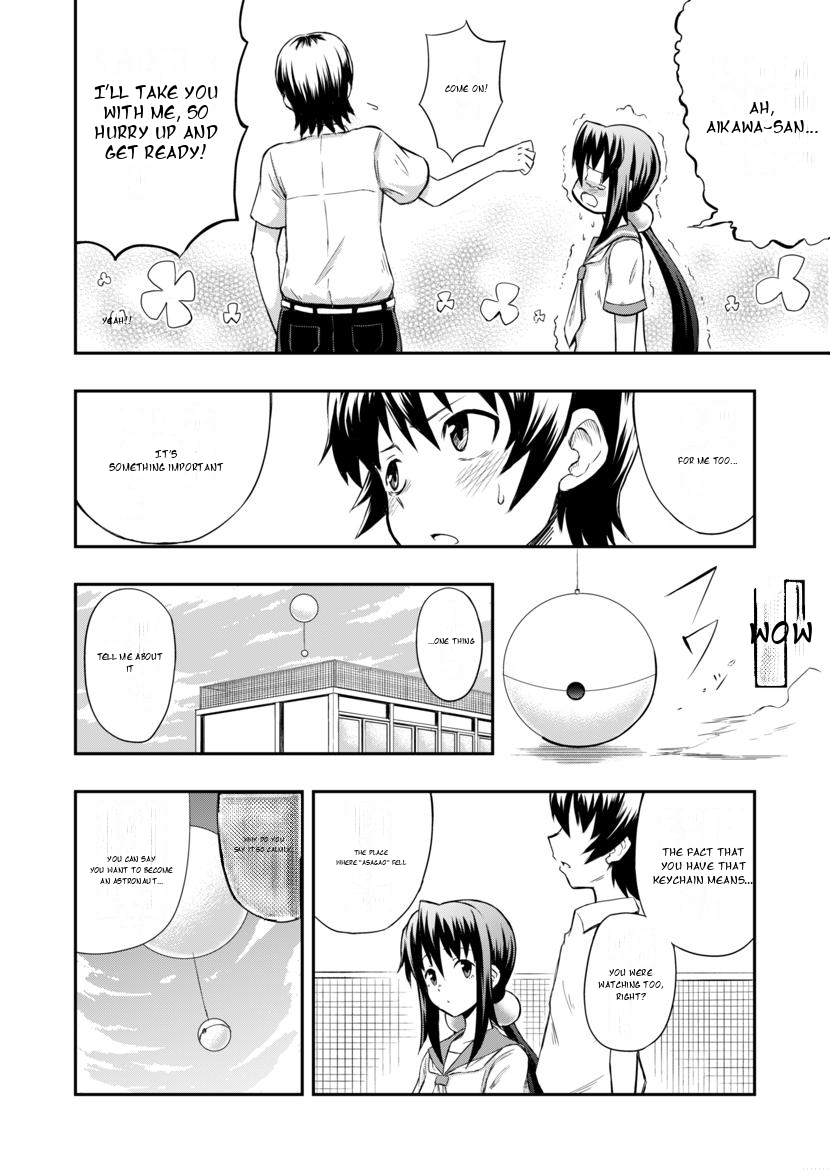 AH,
AIKAWA-SAN...
COME ON!
I'LL TAKE YOU
WITH ME, SO
HURRY UP AND
GET READY!
YEAH!!
FOR ME TOO...
IT'S
SOMETHING IMPORTANT
WOW
...ONE THING
TELL ME ABOUT
IT
THE FACT THAT
YOU HAVE THAT
KEYCHAIN MEANS...
YOU WERE
WATCHING TOO,
RIGHT?
THE PLACE
WHERE "ASAGAO" FELL
WHY DO YOU
SAY IT SO CALMLY...
YOU CAN SAY
YOU WANT TO BECOME
AN ASTRONAUT...